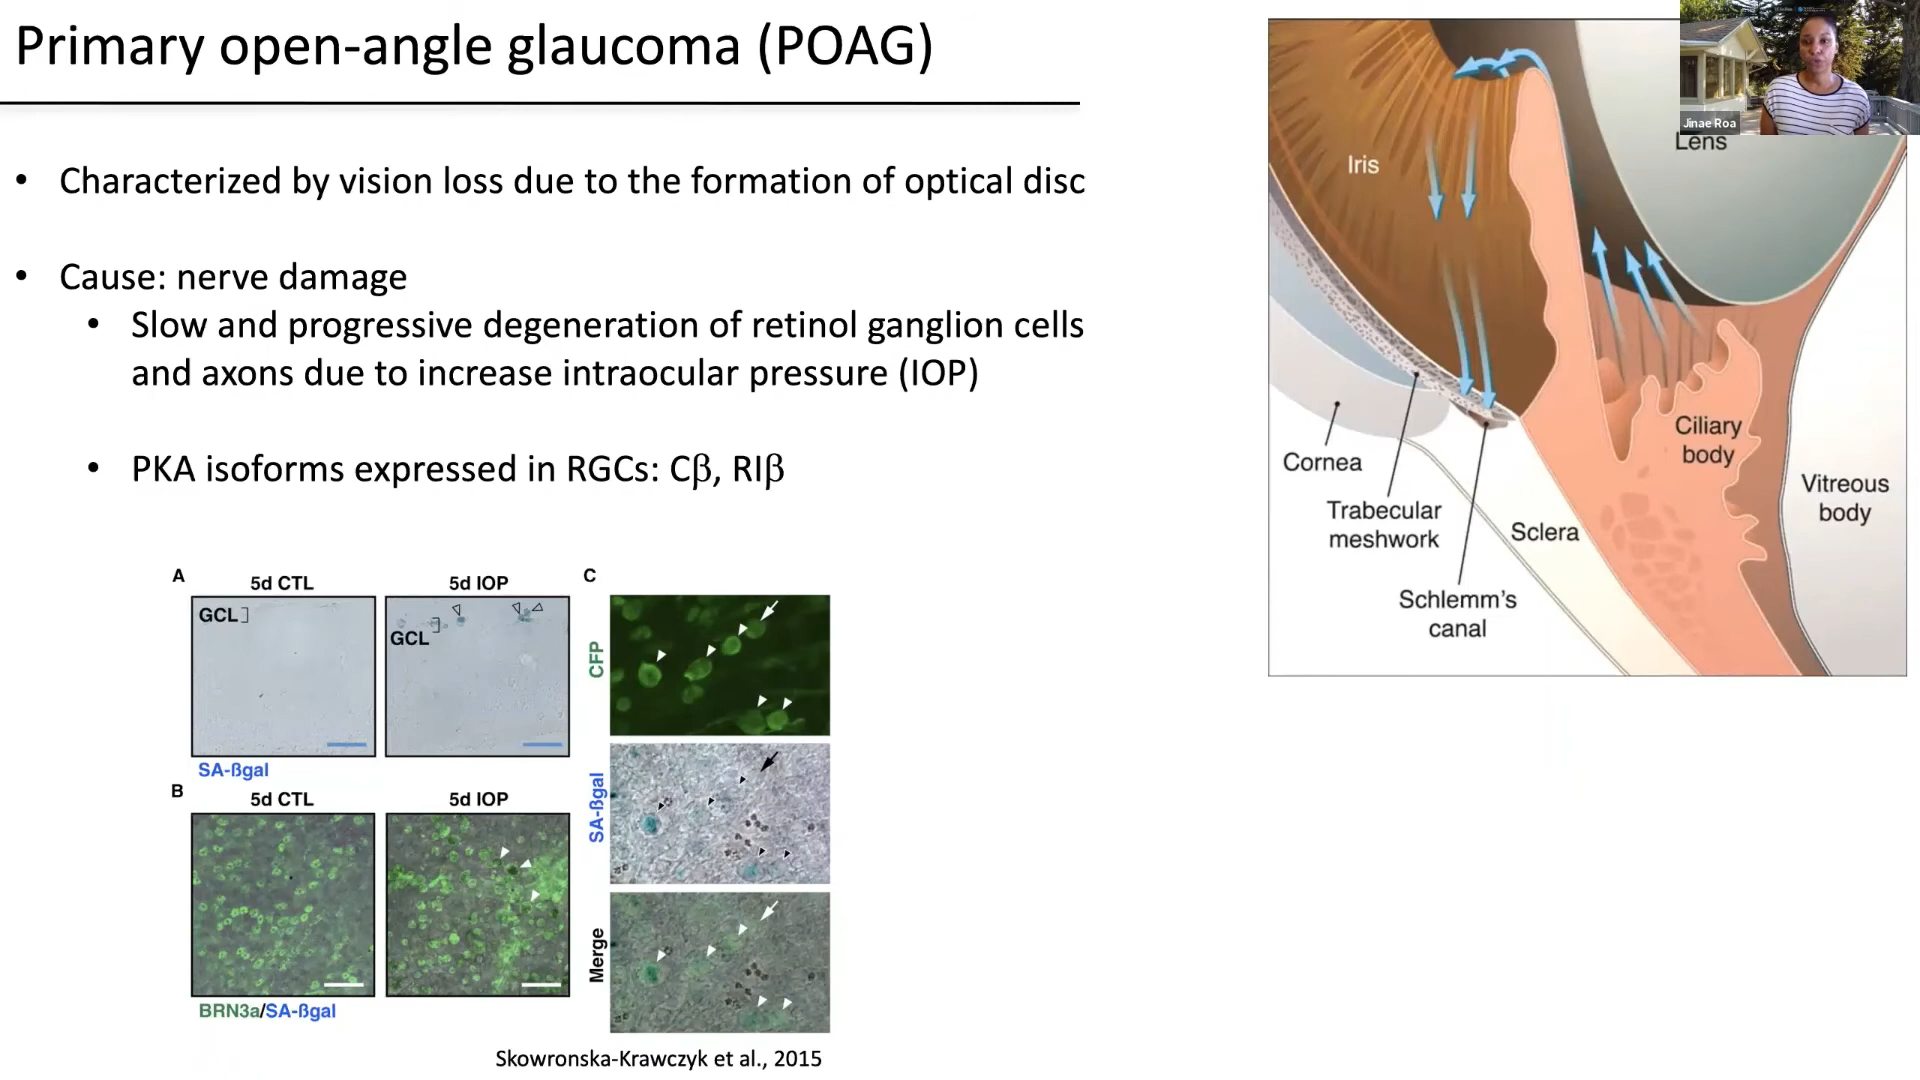 Primary open-angle glaucoma (POAG)
• Characterized by vision loss due to the formation of optical disc
• Cause: nerve damage
• Slow and progressive degeneration of retinol ganglion cells
and axons due to increase intraocular pressure (IOP)
• PKA isoforms expressed in RGCs: Cβ, RIβ
A
5d CTL
5d IOP
GCL
GCL
SA-ßgal
B
5d CTL
5d IOP
BRN3a/SA-ßgal
C
CFP
SA-ßgal
Merge
Skowronska-Krawczyk et al., 2015
Iris
Lens
Cornea
Trabecular
meshwork
Schlemm's
canal
Sclera
Ciliary
body
Vitreous
body
Jinae Roa